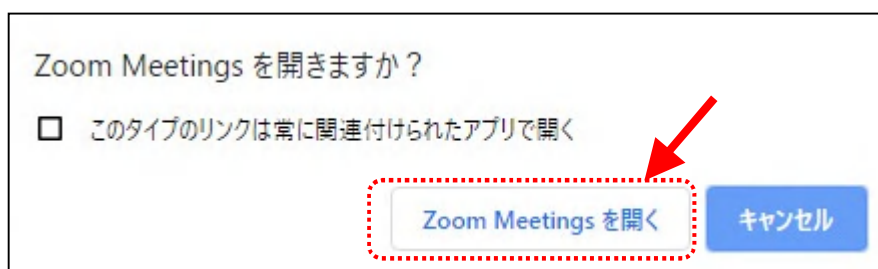 Zoom Meetings を開きますか？
このタイプのリンクは常に関連付けられたアプリで開く
Zoom Meetings を開く
キャンセル